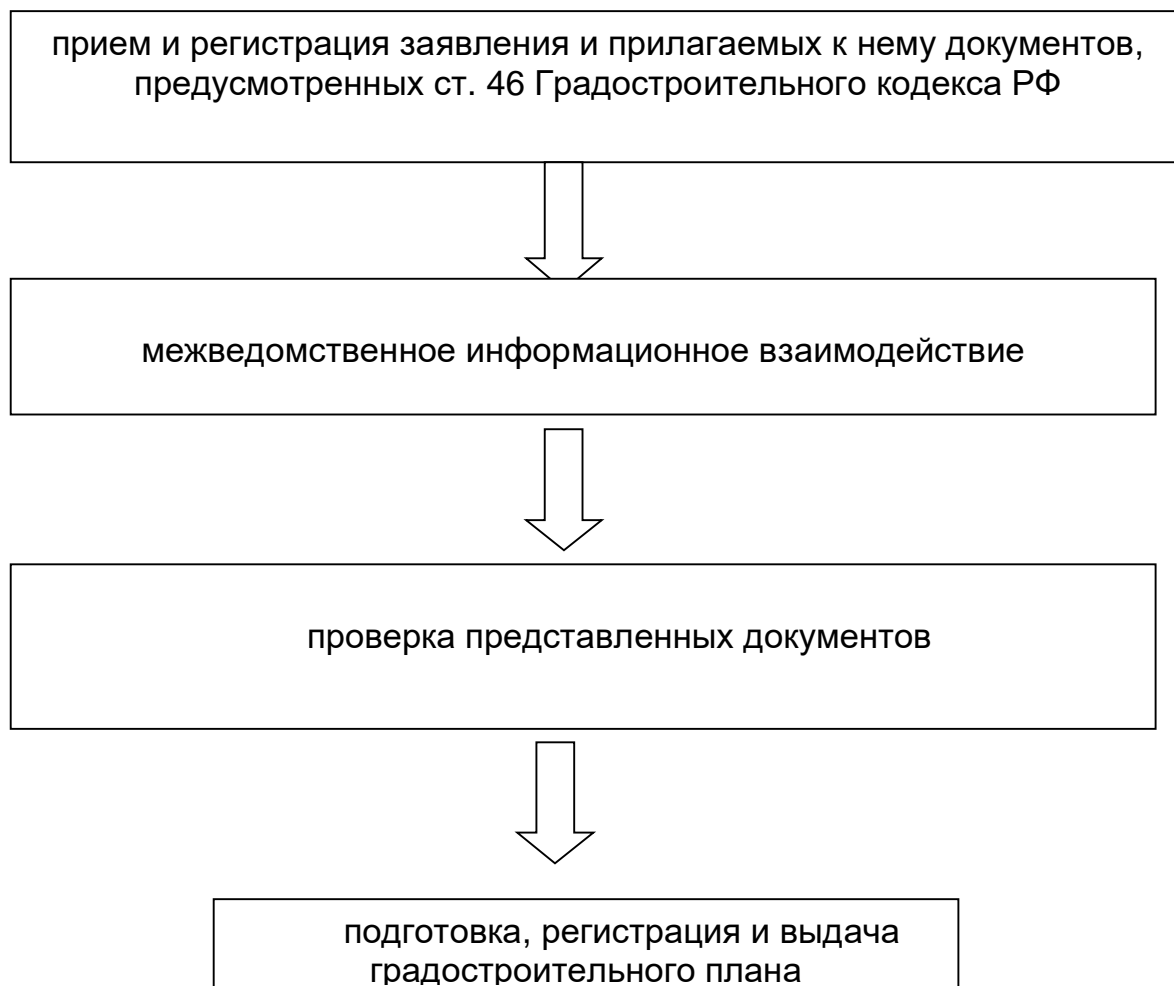 прием и регистрация заявления и прилагаемых к нему документов,
предусмотренных ст. 46 Градостроительного кодекса РФ
межведомственное информационное взаимодействие
проверка представленных документов
подготовка, регистрация и выдача
градостроительного плана